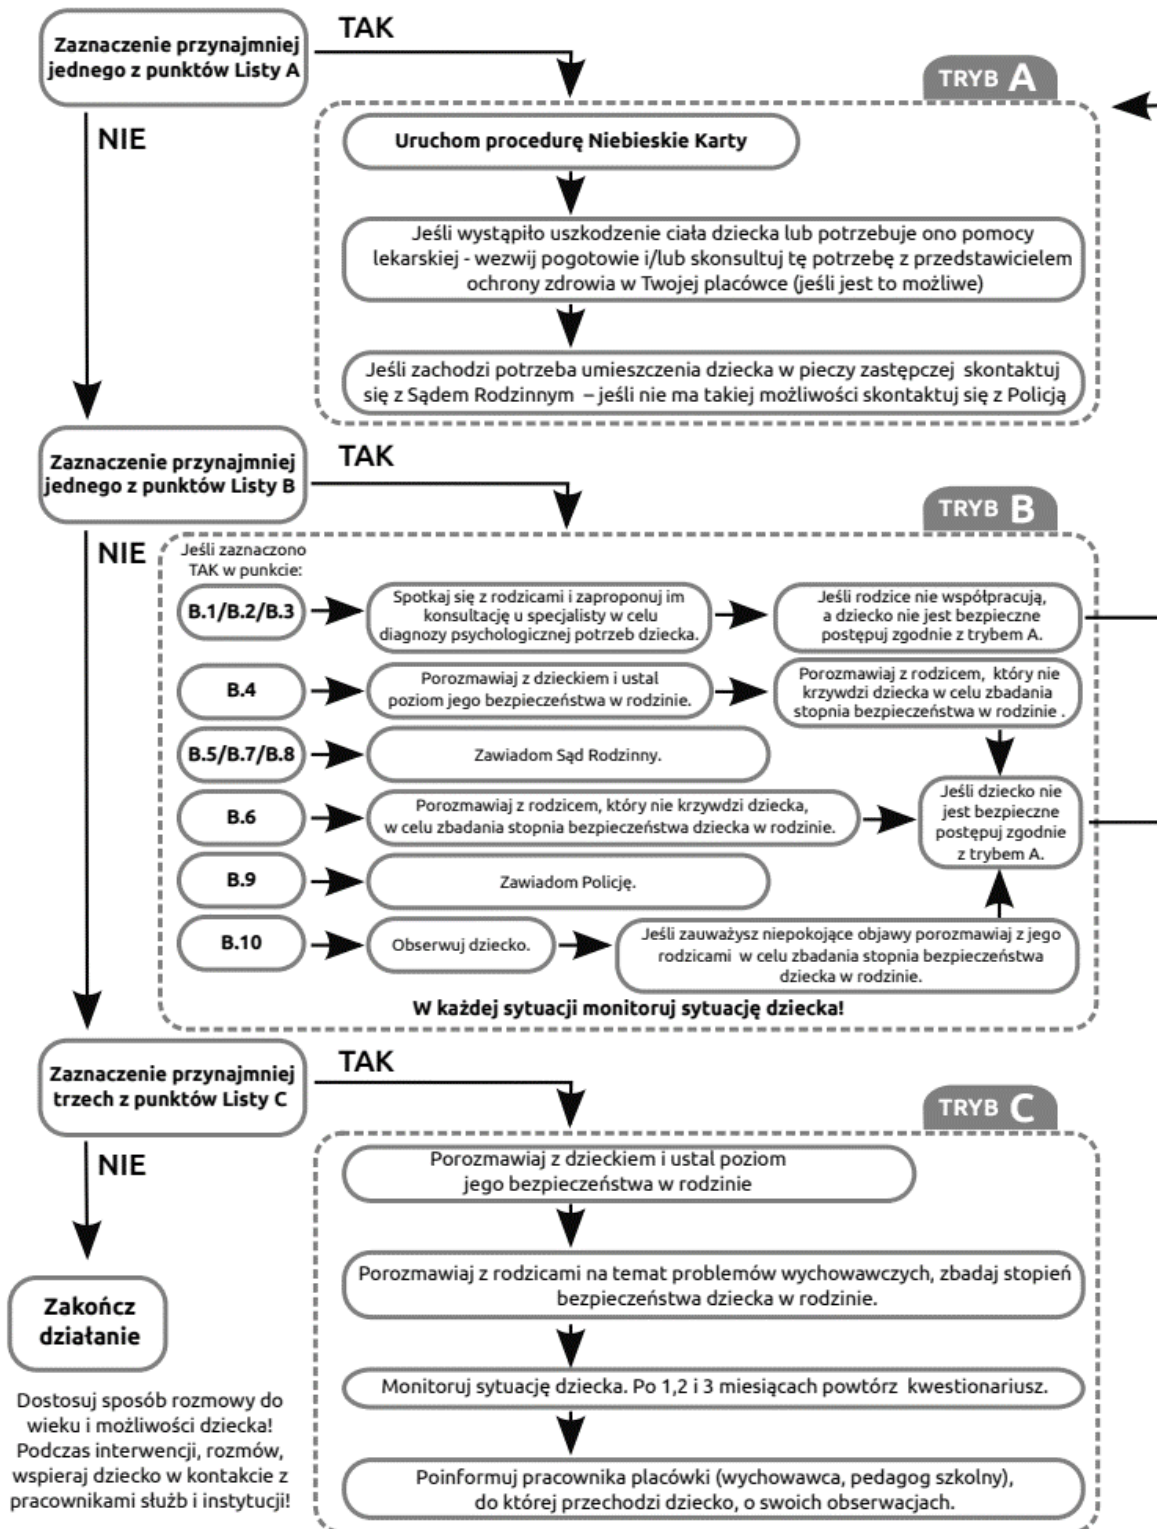 Zaznaczenie przynajmniej
jednego z punktów Listy A
TAK
NIE
TRYB A
Uruchom procedurę Niebieskie Karty
Jeśli wystąpiło uszkodzenie ciała dziecka lub potrzebuje ono pomocy
lekarskiej - wezwij pogotowie i/lub skonsultuj tę potrzebę z przedstawicielem
ochrony zdrowia w Twojej placówce (jeśli jest to możliwe)
Jeśli zachodzi potrzeba umieszczenia dziecka w pieczy zastępczej skontaktuj
się z Sądem Rodzinnym – jeśli nie ma takiej możliwości skontaktuj się z Policją
Zaznaczenie przynajmniej
jednego z punktów Listy B
TAK
NIE
TRYB B
Jeśli zaznaczono
TAK w punkcie:
B.1/B.2/B.3
Spotkaj się z rodzicami i zaproponuj im
konsultację u specjalisty w celu
diagnozy psychologicznej potrzeb dziecka.
Jeśli rodzice nie współpracują,
a dziecko nie jest bezpieczne
postępuj zgodnie z trybem A.
B.4
Porozmawiaj z dzieckiem i ustal
poziom jego bezpieczeństwa w rodzinie.
Porozmawiaj z rodzicem, który nie
krzywdzi dziecka w celu zbadania
stopnia bezpieczeństwa w rodzinie .
B.5/B.7/B.8
Zawiadom Sąd Rodzinny.
B.6
Porozmawiaj z rodzicem, który nie krzywdzi dziecka,
w celu zbadania stopnia bezpieczeństwa dziecka w rodzinie.
Jeśli dziecko nie
jest bezpieczne
postępuj zgodnie
z trybem A.
B.9
Zawiadom Policję.
B.10
Obserwuj dziecko.
Jeśli zauważysz niepokojące objawy porozmawiaj z jego
rodzicami w celu zbadania stopnia bezpieczeństwa
dziecka w rodzinie.
W każdej sytuacji monitoruj sytuację dziecka!
Zaznaczenie przynajmniej
trzech z punktów Listy C
TAK
NIE
TRYB C
Porozmawiaj z dzieckiem i ustal poziom
jego bezpieczeństwa w rodzinie
Porozmawiaj z rodzicami na temat problemów wychowawczych, zbadaj stopień
bezpieczeństwa dziecka w rodzinie.
Monitoruj sytuację dziecka. Po 1,2 i 3 miesiącach powtórz kwestionariusz.
Poinformuj pracownika placówki (wychowawca, pedagog szkolny),
do której przechodzi dziecko, o swoich obserwacjach.
Zakończ
działanie
Dostosuj sposób rozmowy do
wieku i możliwości dziecka!
Podczas interwencji, rozmów,
wspieraj dziecko w kontakcie z
pracownikami służb i instytucji!